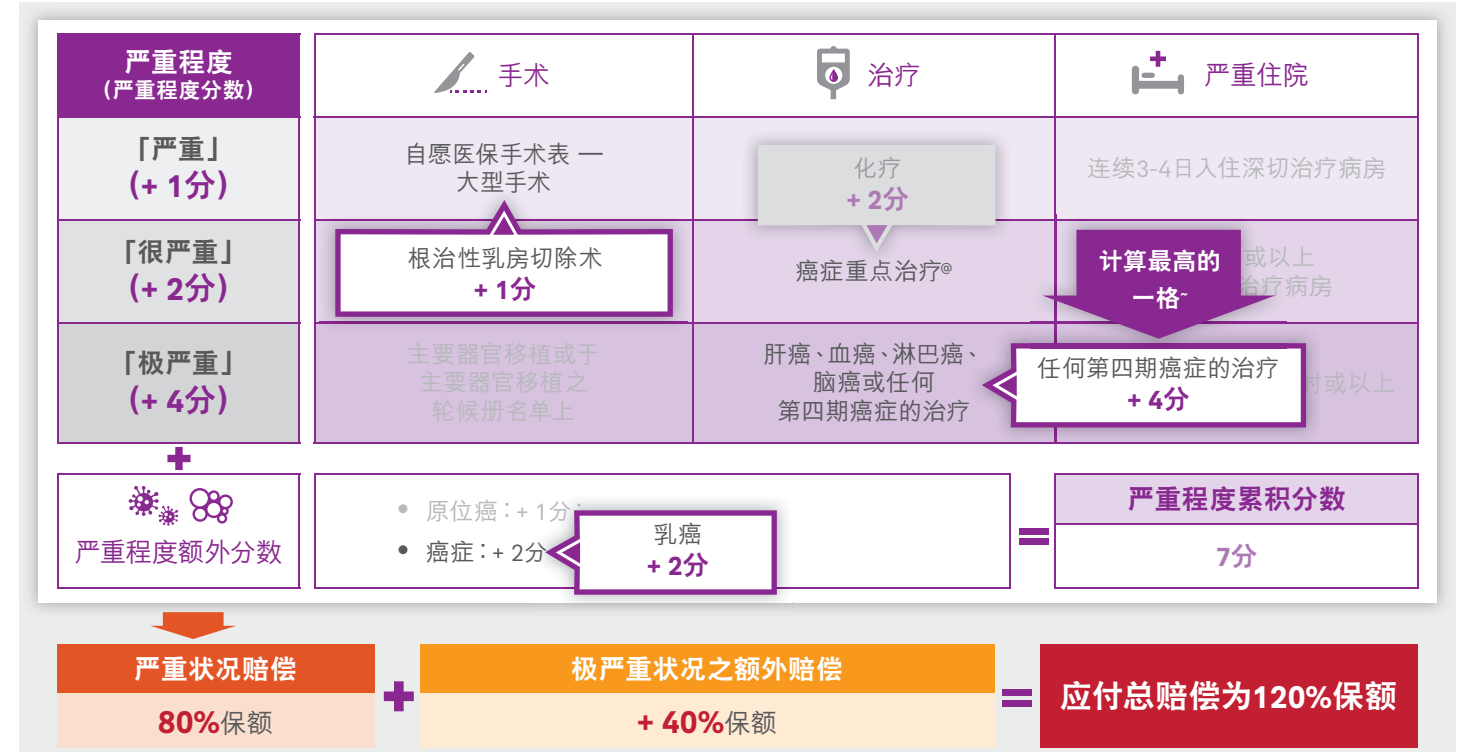 严重程度
(严重程度分数)
手术
治疗
严重住院
「严重」
(+ 1分)
自愿医保手术表 —
大型手术
化疗
+ 2分
连续3-4日入住深切治疗病房
「很严重」
(+ 2分)
根治性乳房切除术
+ 1分
癌症重点治疗@
计算最高的
一格~
或以上
治疗病房
「极严重」
(+ 4分)
主要器官移植或于
主要器官移植之
轮候册名单上
肝癌、血癌、淋巴癌、
脑癌或任何
第四期癌症的治疗
任何第四期癌症的治疗
+ 4分
时或以上
+
严重程度额外分数
• 原位癌：+ 1分；
• 癌症：+ 2分
乳癌
+ 2分
=
严重程度累积分数
7分
严重状况赔偿
80%保额
+
极严重状况之额外赔偿
+ 40%保额
=
应付总赔偿为120%保额